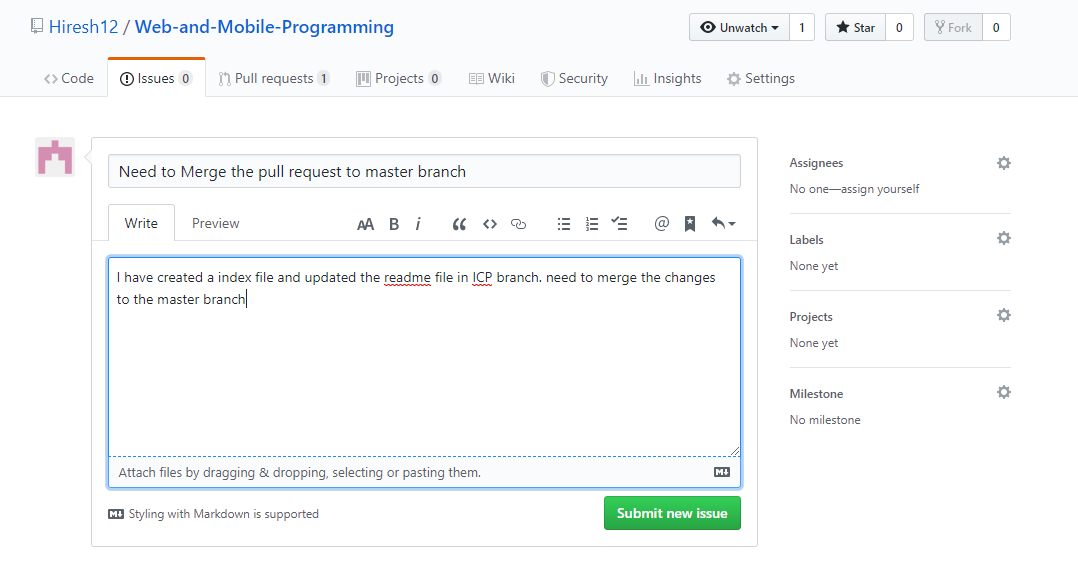 Hiresh12 / Web-and-Mobile-Programming
Unwatch 1 Star 0 Fork 0
Code Issues 0 Pull requests 1 Projects 0 Wiki Security Insights Settings
Need to Merge the pull request to master branch
Write Preview
I have created a index file and updated the readme file in ICP branch. need to merge the changes
to the master branch
Attach files by dragging & dropping, selecting or pasting them.
Styling with Markdown is supported
Submit new issue
Assignees
No one—assign yourself
Labels
None yet
Projects
None yet
Milestone
No milestone